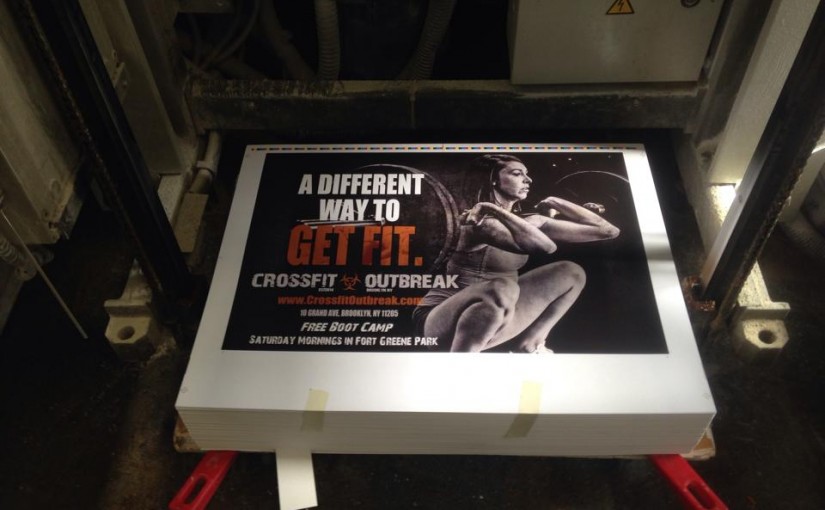 A DIFFERENT
WAY TO
GET FIT.
CROSSFIT OUTBREAK
www.CrossfitOutbreak.com
10 GRAND AVE, BROOKLYN, NY 11205
FREE BOOT CAMP
SATURDAY MORNINGS IN FORT GREENE PARK